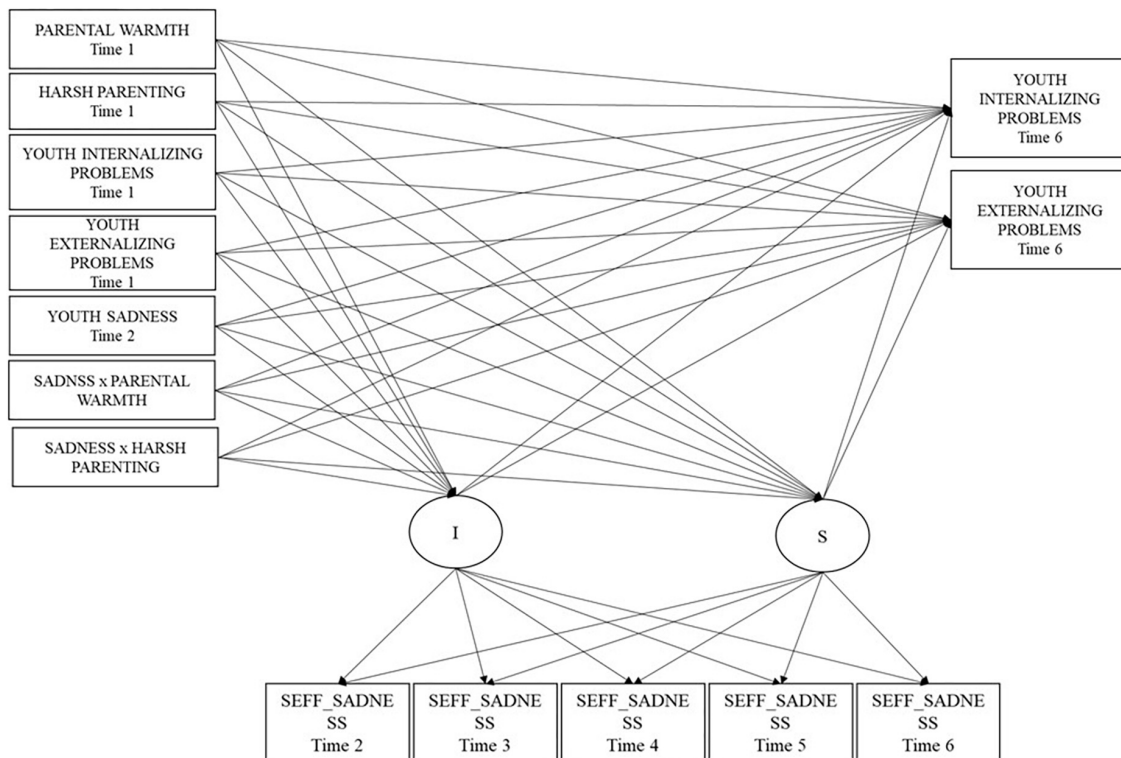 PARENTAL WARMTH
Time 1
HARSH PARENTING
Time 1
YOUTH INTERNALIZING
PROBLEMS
Time 1
YOUTH
EXTERNALIZING
PROBLEMS
Time 1
YOUTH SADNESS
Time 2
SADNSS x PARENTAL
WARMTH
SADNESS x HARSH
PARENTING
YOUTH
INTERNALIZING
PROBLEMS
Time 6
YOUTH
EXTERNALIZING
PROBLEMS
Time 6
I
S
SEFF_SADNE
SS
Time 2
SEFF_SADNE
SS
Time 3
SEFF_SADNE
SS
Time 4
SEFF_SADNE
SS
Time 5
SEFF_SADNE
SS
Time 6